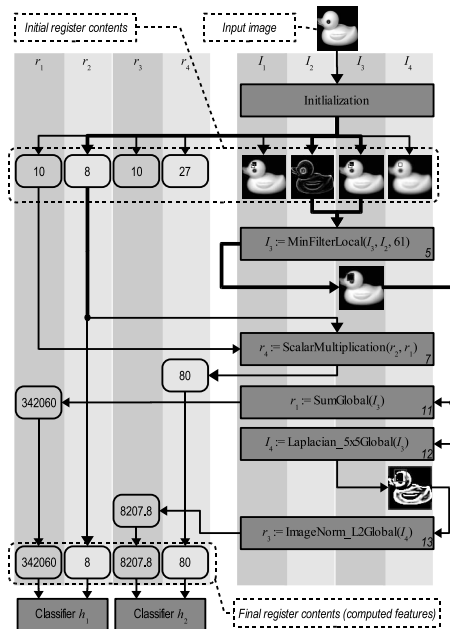 Initial register contents
Input image
r1 r2 r3 r4 I1 I2 I3 I4
Initlialization
10 8 10 27
I3 := MinFilterLocal(I3, I2, 61)
5
r4 := ScalarMultiplication(r2, r1)
7
80
342060
r1 := SumGlobal(I3)
11
I4 := Laplacian_5x5Global(I3)
12
8207.8
r3 := ImageNorm_L2Global(I4)
13
342060 8 8207.8 80
Classifier h1 Classifier h2
Final register contents (computed features)